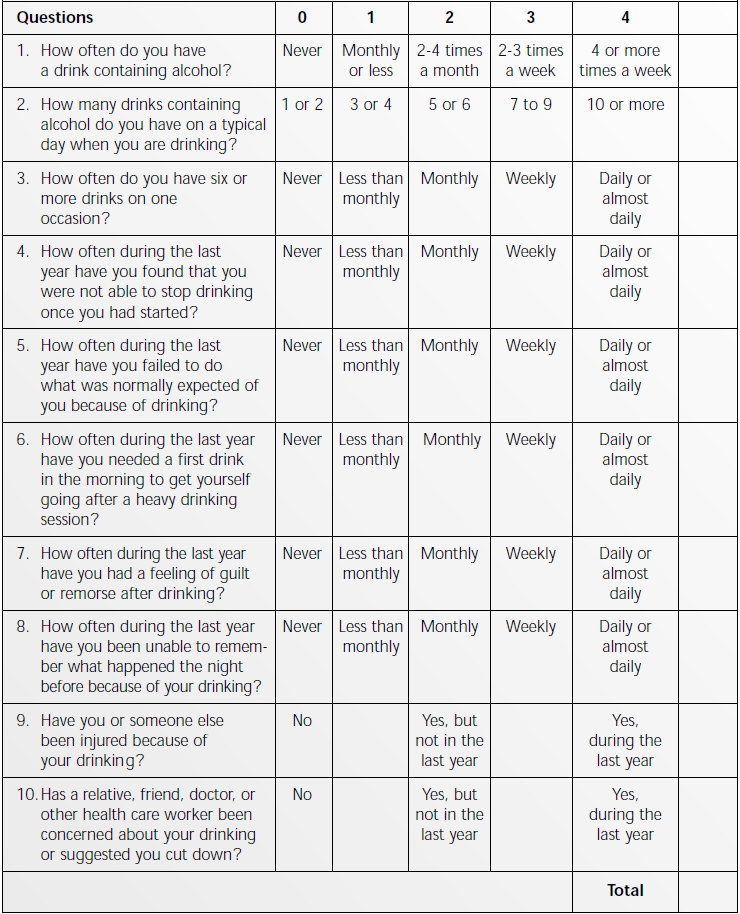 Questions 0 1 2 3 4
1. How often do you have Never Monthly 2-4 times 2-3 times 4 or more
a drink containing alcohol? or less a month a week times a week
2. How many drinks containing 1 or 2 3 or 4 5 or 6 7 to 9 10 or more
alcohol do you have on a typical
day when you are drinking?
3. How often do you have six or Never Less than Monthly Weekly Daily or
more drinks on one monthly almost
occasion? daily
4. How often during the last Never Less than Monthly Weekly Daily or
year have you found that you monthly almost
were not able to stop drinking daily
once you had started?
5. How often during the last Never Less than Monthly Weekly Daily or
year have you failed to do monthly almost
what was normally expected of daily
you because of drinking?
6. How often during the last year Never Less than Monthly Weekly Daily or
have you needed a first drink monthly almost
in the morning to get yourself daily
going after a heavy drinking
session?
7. How often during the last year Never Less than Monthly Weekly Daily or
have you had a feeling of guilt monthly almost
or remorse after drinking? daily
8. How often during the last year Never Less than Monthly Weekly Daily or
have you been unable to remem- monthly almost
ber what happened the night daily
before because of your drinking?
9. Have you or someone else No Yes, but Yes,
been injured because of not in the during the
your drinking? last year last year
10. Has a relative, friend, doctor, or No Yes, but Yes,
other health care worker been not in the during the
concerned about your drinking last year last year
or suggested you cut down?
Total